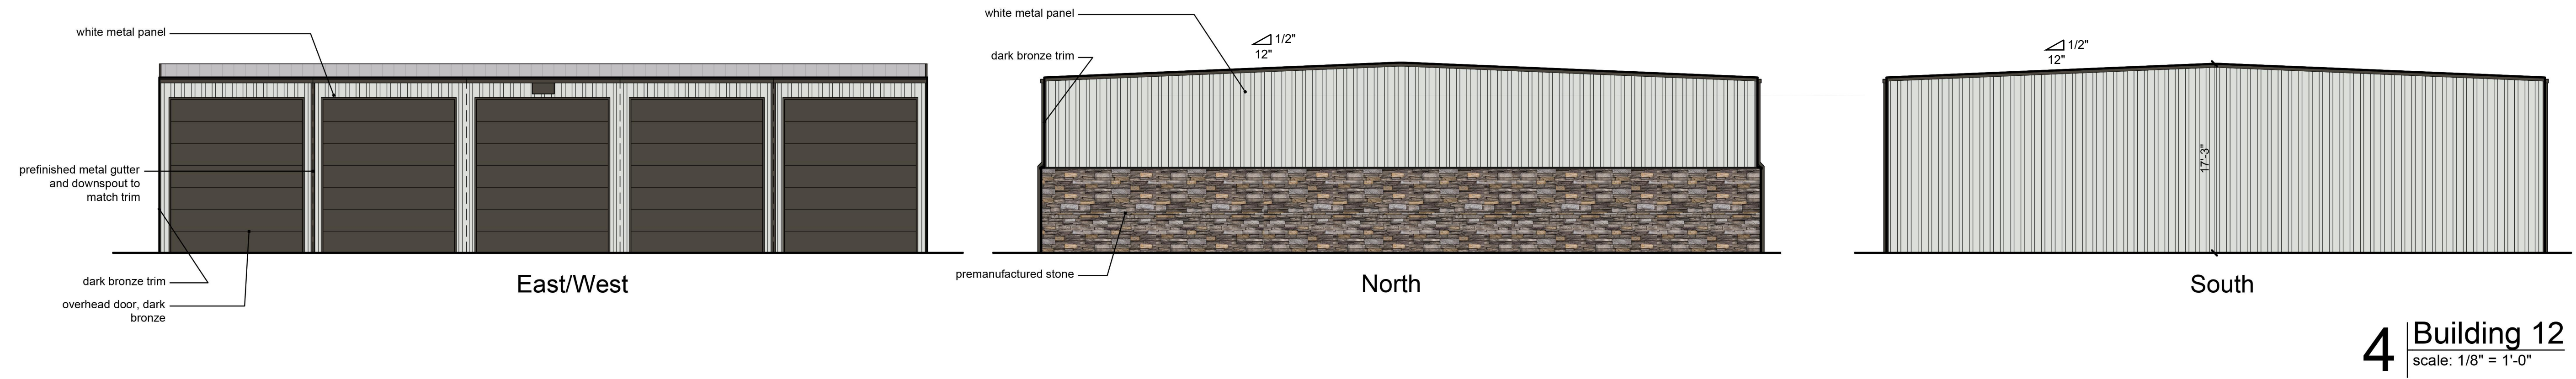 white metal panel
prefinished metal gutter
and downspout to
match trim
dark bronze trim
overhead door, dark
bronze
East/West
white metal panel
dark bronze trim
1/2"
12"
premanufactured stone
North
1/2"
12"
17'-3"
South
4
Building 12
scale: 1/8" = 1'-0"